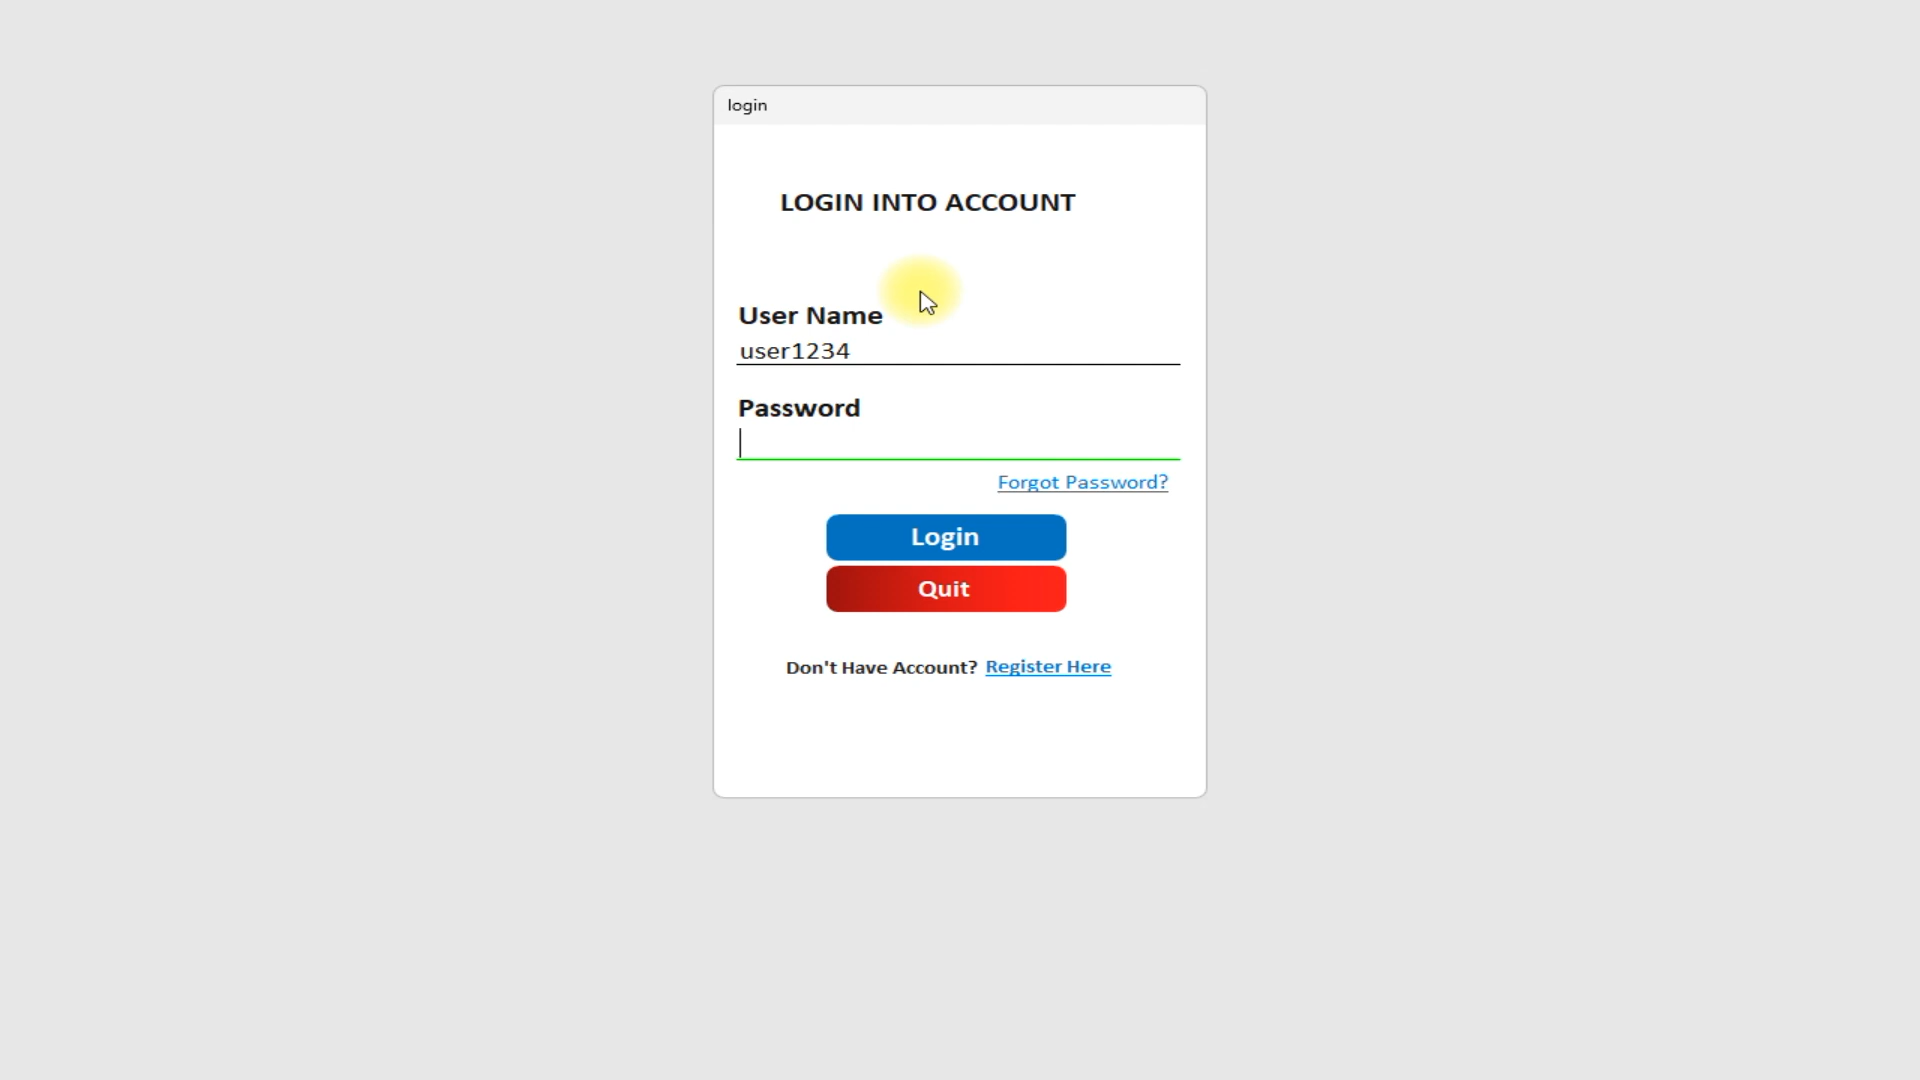 login
LOGIN INTO ACCOUNT
User Name
user1234
Password
Forgot Password?
Login
Quit
Don't Have Account? Register Here